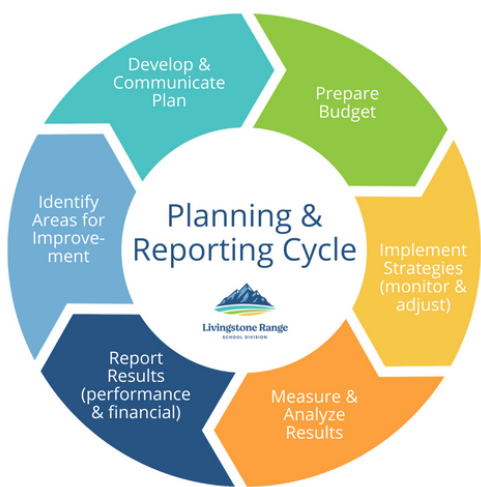 Develop &
Communicate
Plan
Prepare
Budget
Implement
Strategies
(monitor &
adjust)
Measure &
Analyze
Results
Report
Results
(performance
& financial)
Identify
Areas for
Improve-
ment
Planning &
Reporting Cycle
Livingstone Range
SCHOOL DIVISION